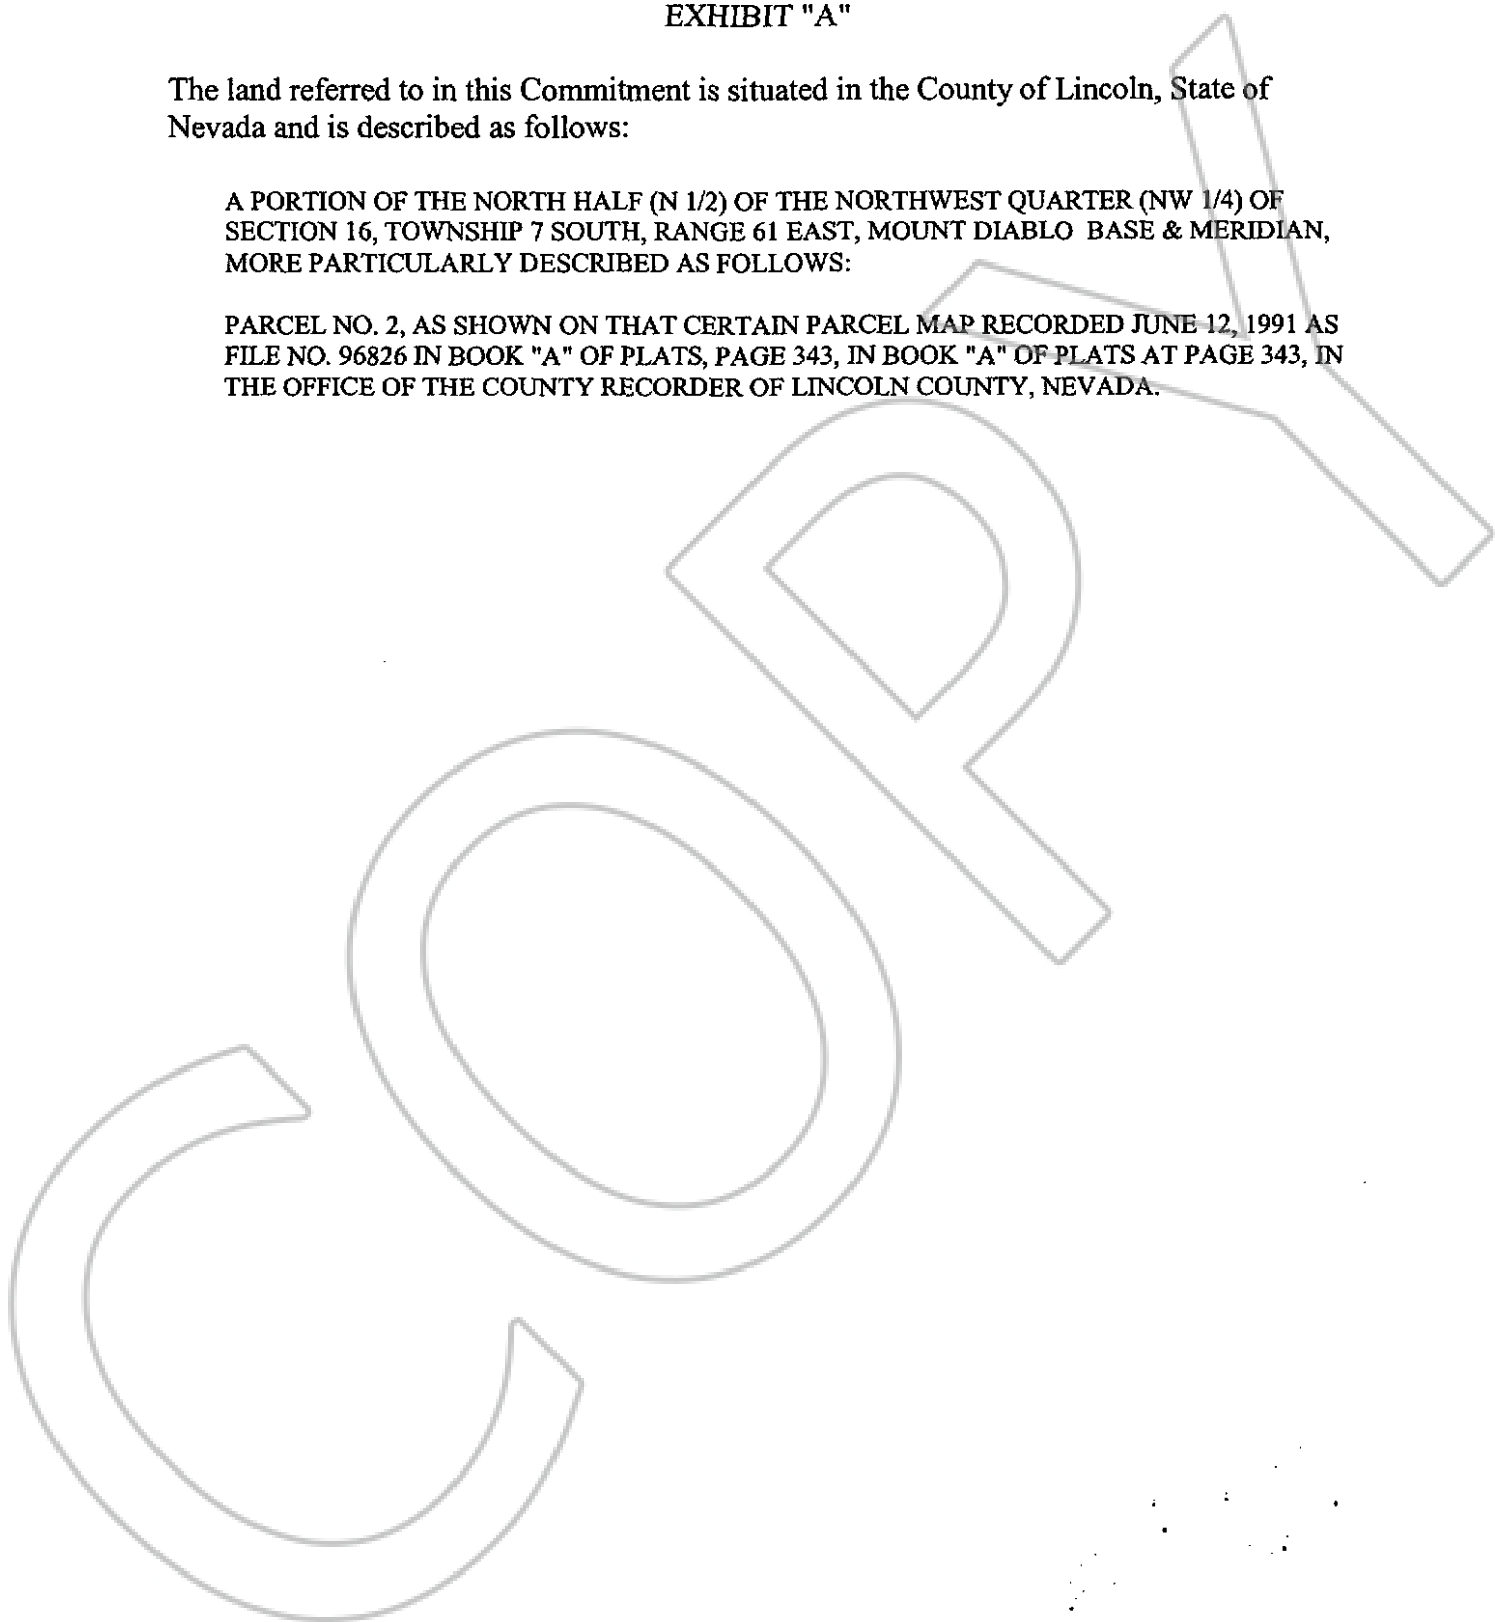 EXHIBIT "A"
The land referred to in this Commitment is situated in the County of Lincoln, State of
Nevada and is described as follows:
A PORTION OF THE NORTH HALF (N 1/2) OF THE NORTHWEST QUARTER (NW 1/4) OF
SECTION 16, TOWNSHIP 7 SOUTH, RANGE 61 EAST, MOUNT DIABLO BASE & MERIDIAN,
MORE PARTICULARLY DESCRIBED AS FOLLOWS:
PARCEL NO. 2, AS SHOWN ON THAT CERTAIN PARCEL MAP RECORDED JUNE 12, 1991 AS
FILE NO. 96826 IN BOOK "A" OF PLATS, PAGE 343, IN BOOK "A" OF PLATS AT PAGE 343, IN
THE OFFICE OF THE COUNTY RECORDER OF LINCOLN COUNTY, NEVADA.
COPY